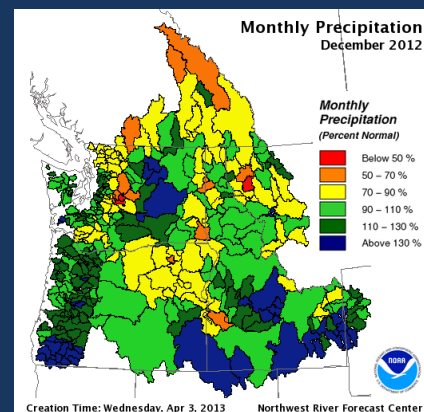 Monthly Precipitation
December 2012
Monthly
Precipitation
(Percent Normal)
Below 50 %
50 – 70 %
70 – 90 %
90 – 110 %
110 – 130 %
Above 130 %
NOAA
Creation Time: Wednesday, Apr 3, 2013
Northwest River Forecast Center